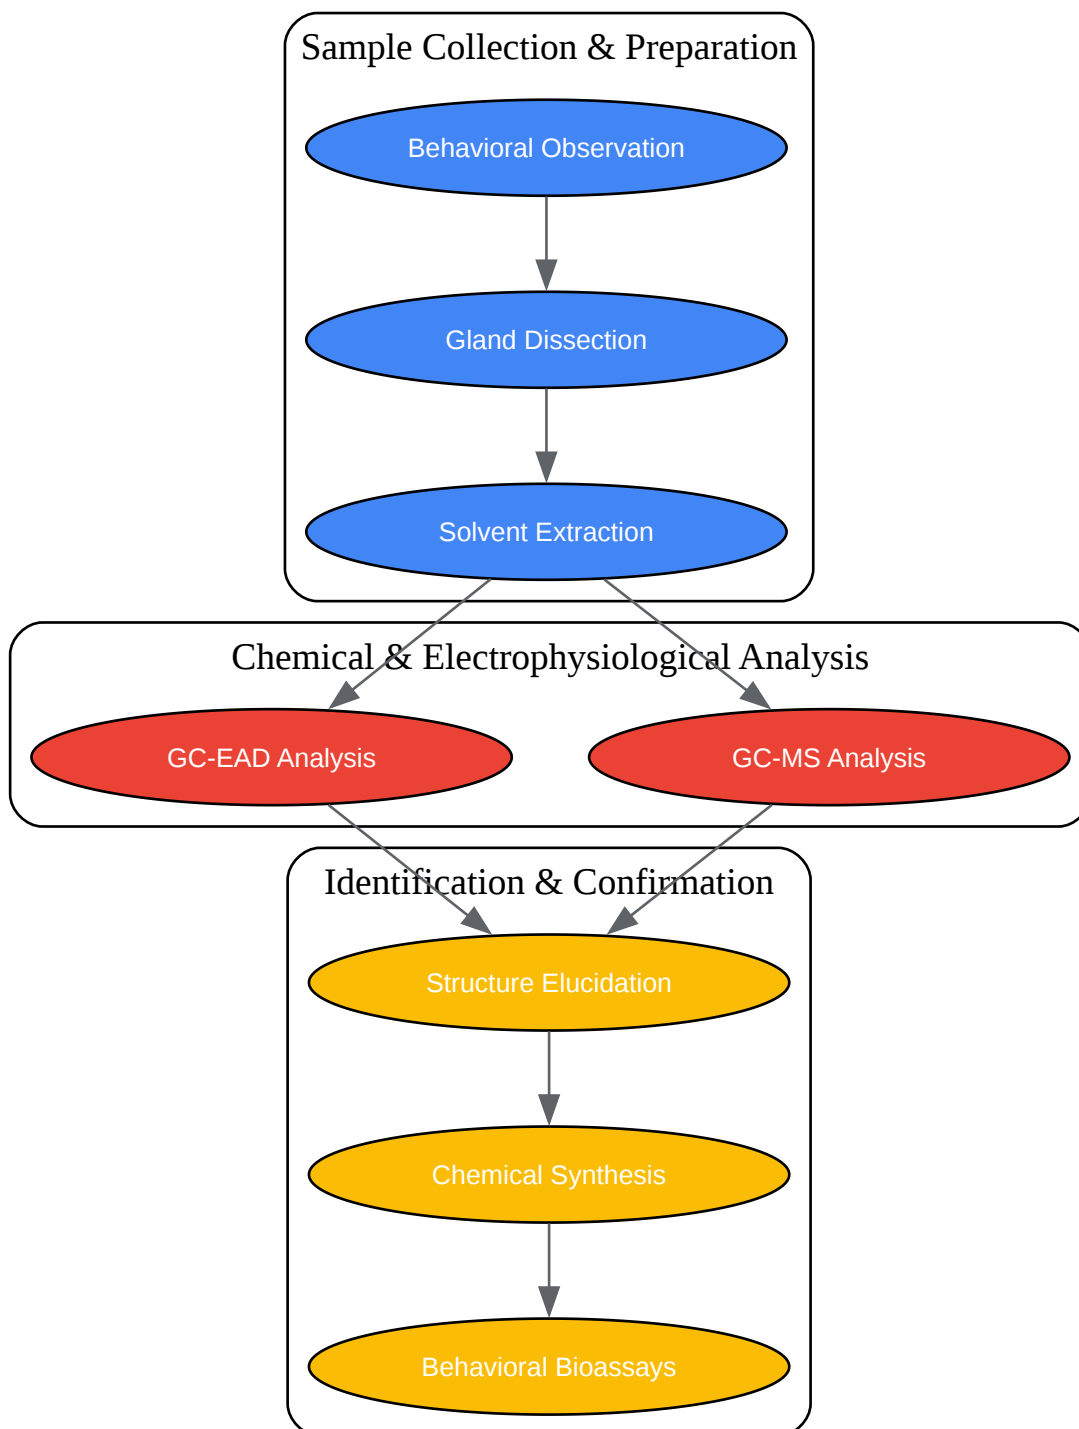 Sample Collection & Preparation
Behavioral Observation
Gland Dissection
Solvent Extraction
Chemical & Electrophysiological Analysis
GC-EAD Analysis
GC-MS Analysis
Identification & Confirmation
Structure Elucidation
Chemical Synthesis
Behavioral Bioassays